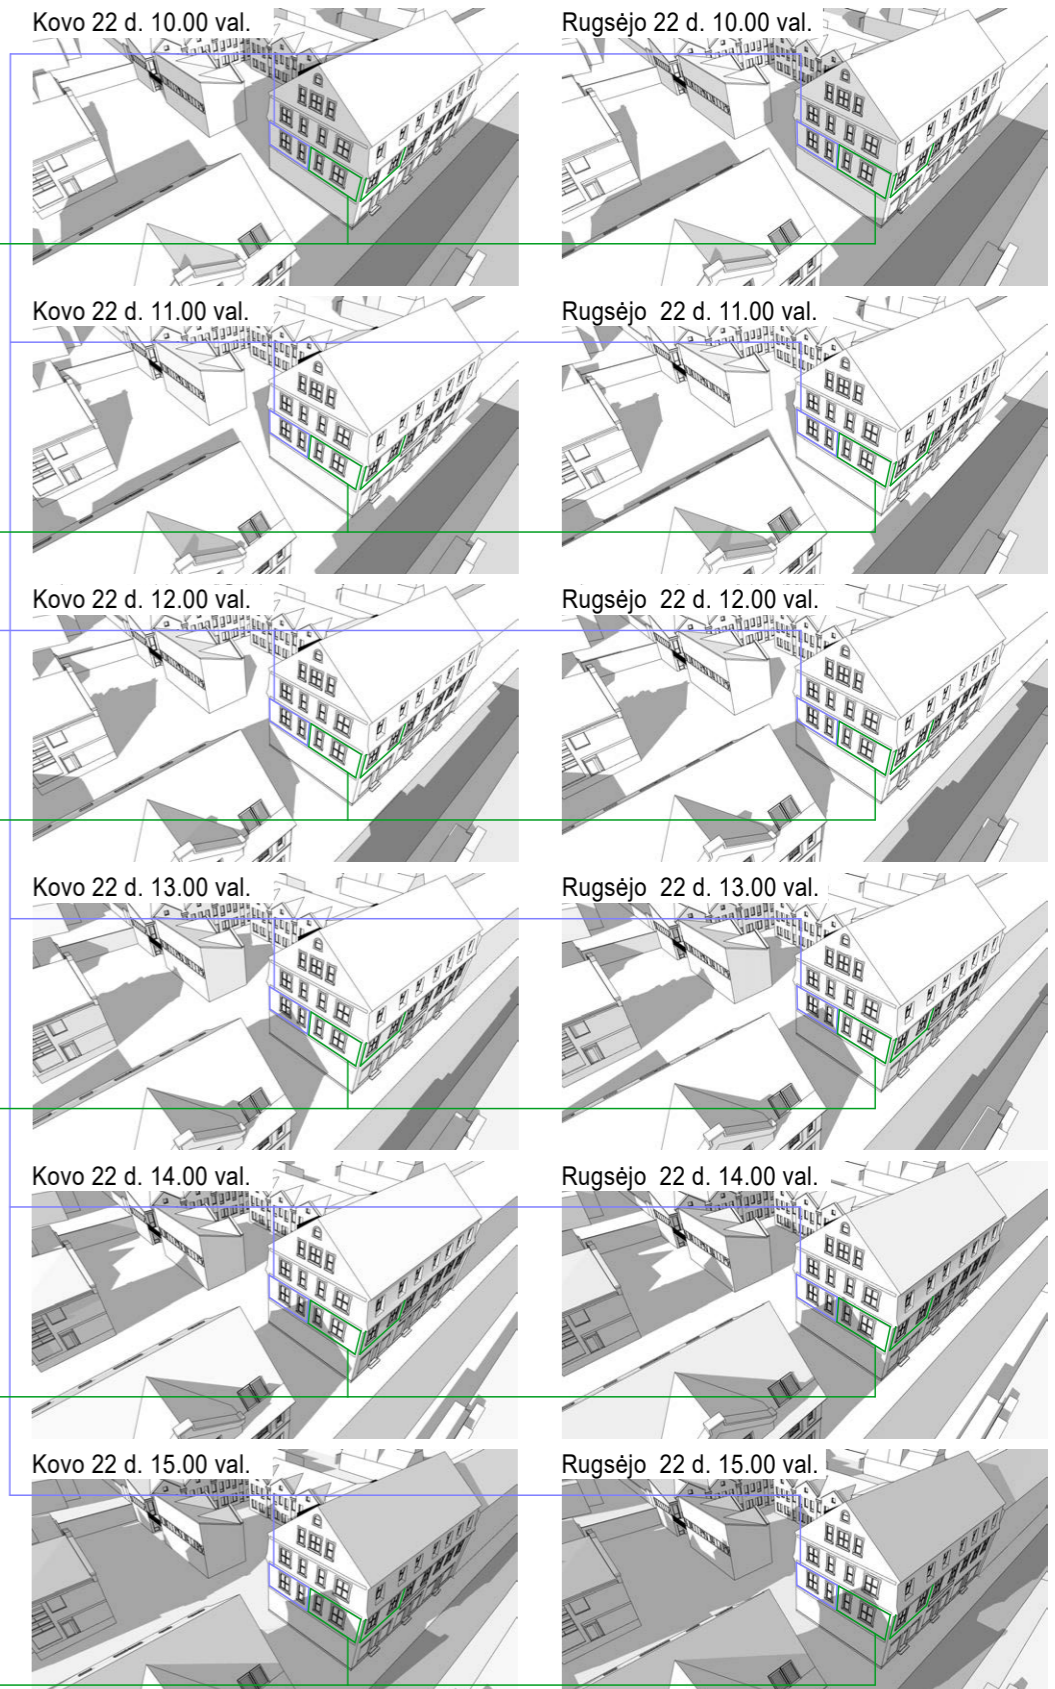 Kovo 22 d. 10.00 val.
Rugsėjo 22 d. 10.00 val.
Kovo 22 d. 11.00 val.
Rugsėjo 22 d. 11.00 val.
Kovo 22 d. 12.00 val.
Rugsėjo 22 d. 12.00 val.
Kovo 22 d. 13.00 val.
Rugsėjo 22 d. 13.00 val.
Kovo 22 d. 14.00 val.
Rugsėjo 22 d. 14.00 val.
Kovo 22 d. 15.00 val.
Rugsėjo 22 d. 15.00 val.